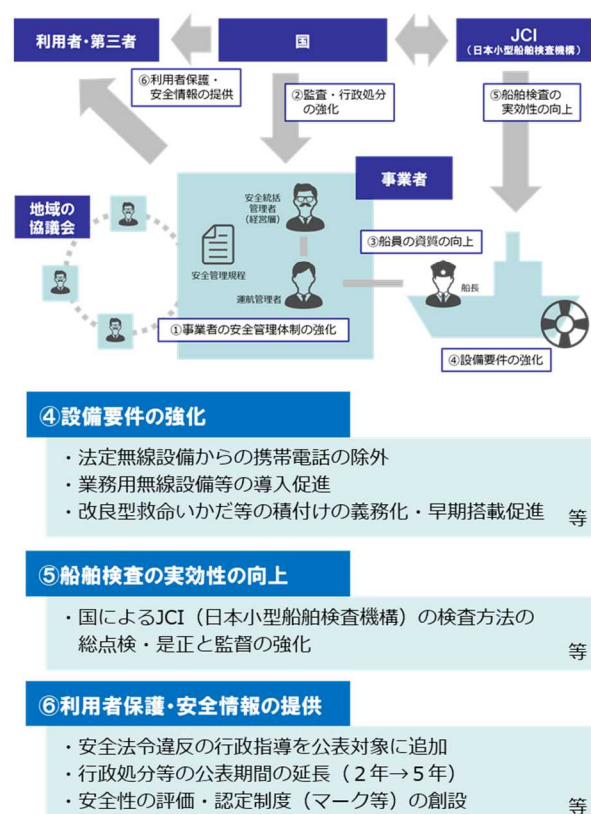 利用者・第三者
国
JCI
（日本小型船舶検査機構）
⑥利用者保護・
安全情報の提供
②監査・行政処分
の強化
⑤船舶検査の
実効性の向上
事業者
地域の
協議会
安全統括
管理者
（経営層）
③船員の資質の向上
安全管理規程
運航管理者
船長
①事業者の安全管理体制の強化
④設備要件の強化
④設備要件の強化
・法定無線設備からの携帯電話の除外
・業務用無線設備等の導入促進
・改良型救命いかだ等の積付けの義務化・早期搭載促進 等
⑤船舶検査の実効性の向上
・国によるJCI（日本小型船舶検査機構）の検査方法の
総点検・是正と監督の強化
等
⑥利用者保護・安全情報の提供
・安全法令違反の行政指導を公表対象に追加
・行政処分等の公表期間の延長（２年→５年）
・安全性の評価・認定制度（マーク等）の創設 等